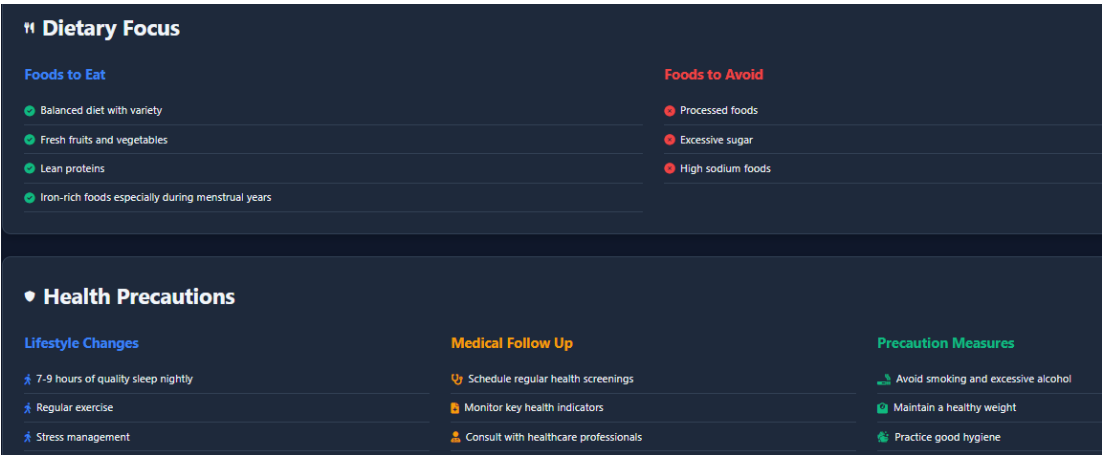 Dietary Focus
Foods to Eat
Balanced diet with variety
Fresh fruits and vegetables
Lean proteins
Iron-rich foods especially during menstrual years
Foods to Avoid
Processed foods
Excessive sugar
High sodium foods
Health Precautions
Lifestyle Changes
7-9 hours of quality sleep nightly
Regular exercise
Stress management
Medical Follow Up
Schedule regular health screenings
Monitor key health indicators
Consult with healthcare professionals
Precaution Measures
Avoid smoking and excessive alcohol
Maintain a healthy weight
Practice good hygiene